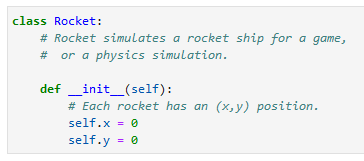 class Rocket:
    # Rocket simulates a rocket ship for a game,
    #  or a physics simulation.
    def __init__(self):
        # Each rocket has an (x,y) position.
        self.x = 0
        self.y = 0